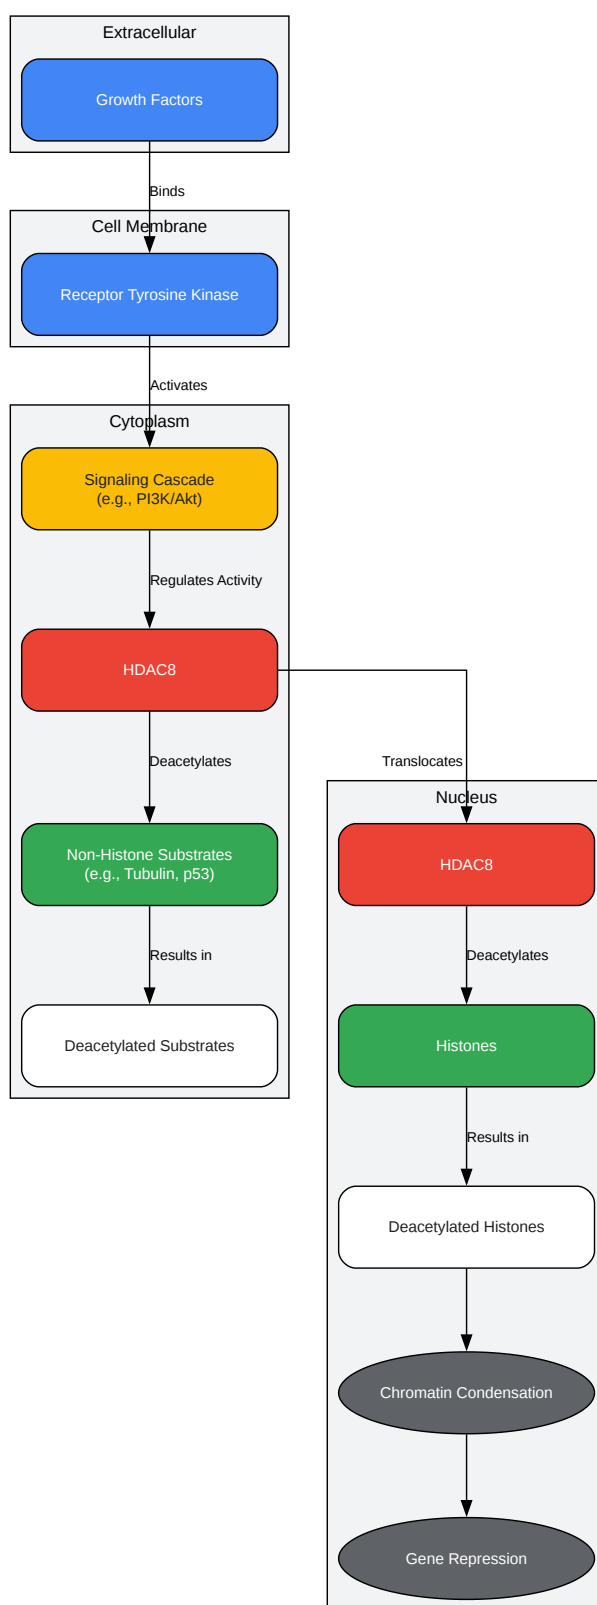 Extracellular
Growth Factors
Binds
Cell Membrane
Receptor Tyrosine Kinase
Activates
Cytoplasm
Signaling Cascade
(e.g., PI3K/Akt)
Regulates Activity
HDAC8
Deacetylates
Non-Histone Substrates
(e.g., Tubulin, p53)
Results in
Deacetylated Substrates
Translocates
Nucleus
HDAC8
Deacetylates
Histones
Results in
Deacetylated Histones
Chromatin Condensation
Gene Repression